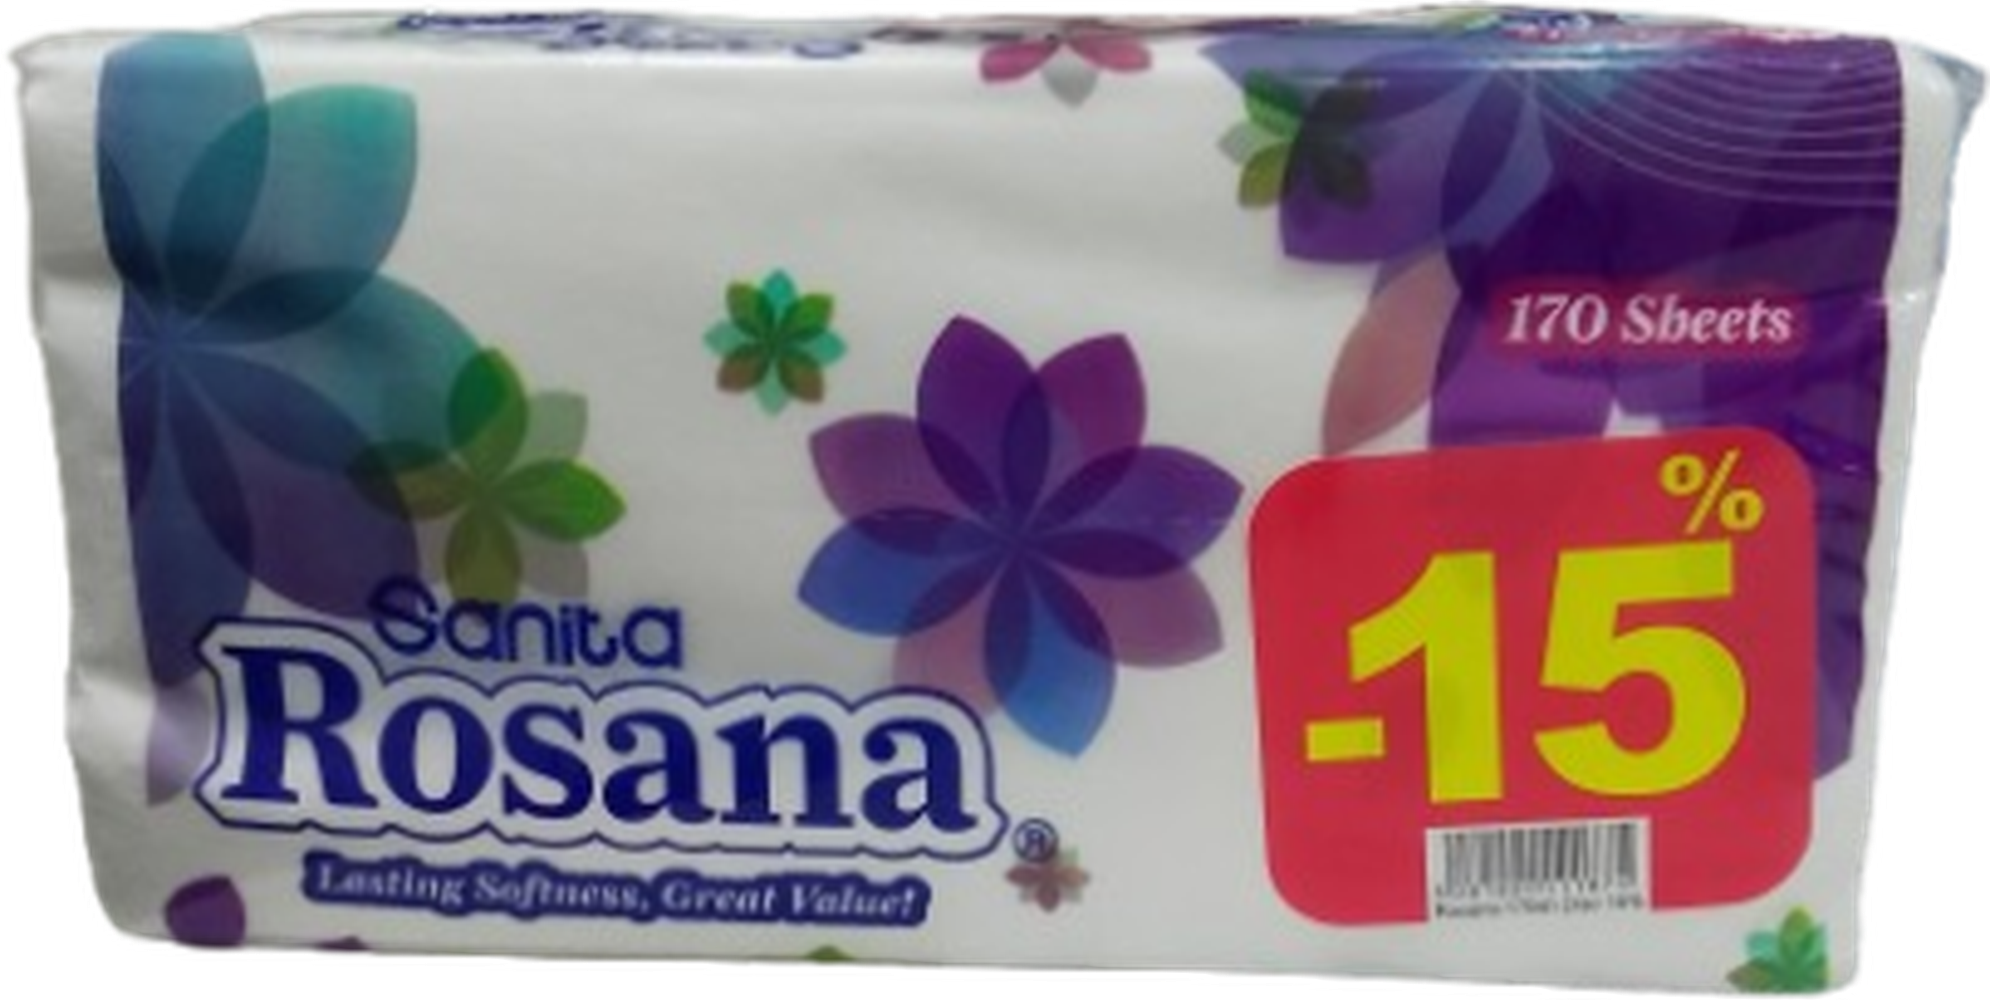 170 Sheets
%
-15
Sanita
Rosana
®
Lasting Softness, Great Value!